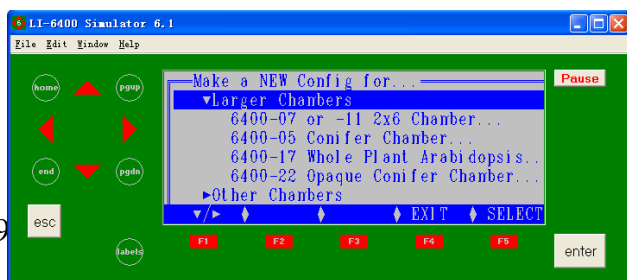 LI-6400 Simulator 6.1
File Edit Window Help
home pgup
end pgdn
esc
labels
9
Make a NEW Config for...
▼Larger Chambers
6400-07 or -11 2x6 Chamber...
6400-05 Conifer Chamber...
6400-17 Whole Plant Arabidopsis..
6400-22 Opaque Conifer Chamber...
►Other Chambers
▼/► EXIT SELECT
F1 F2 F3 F4 F5
Pause
enter